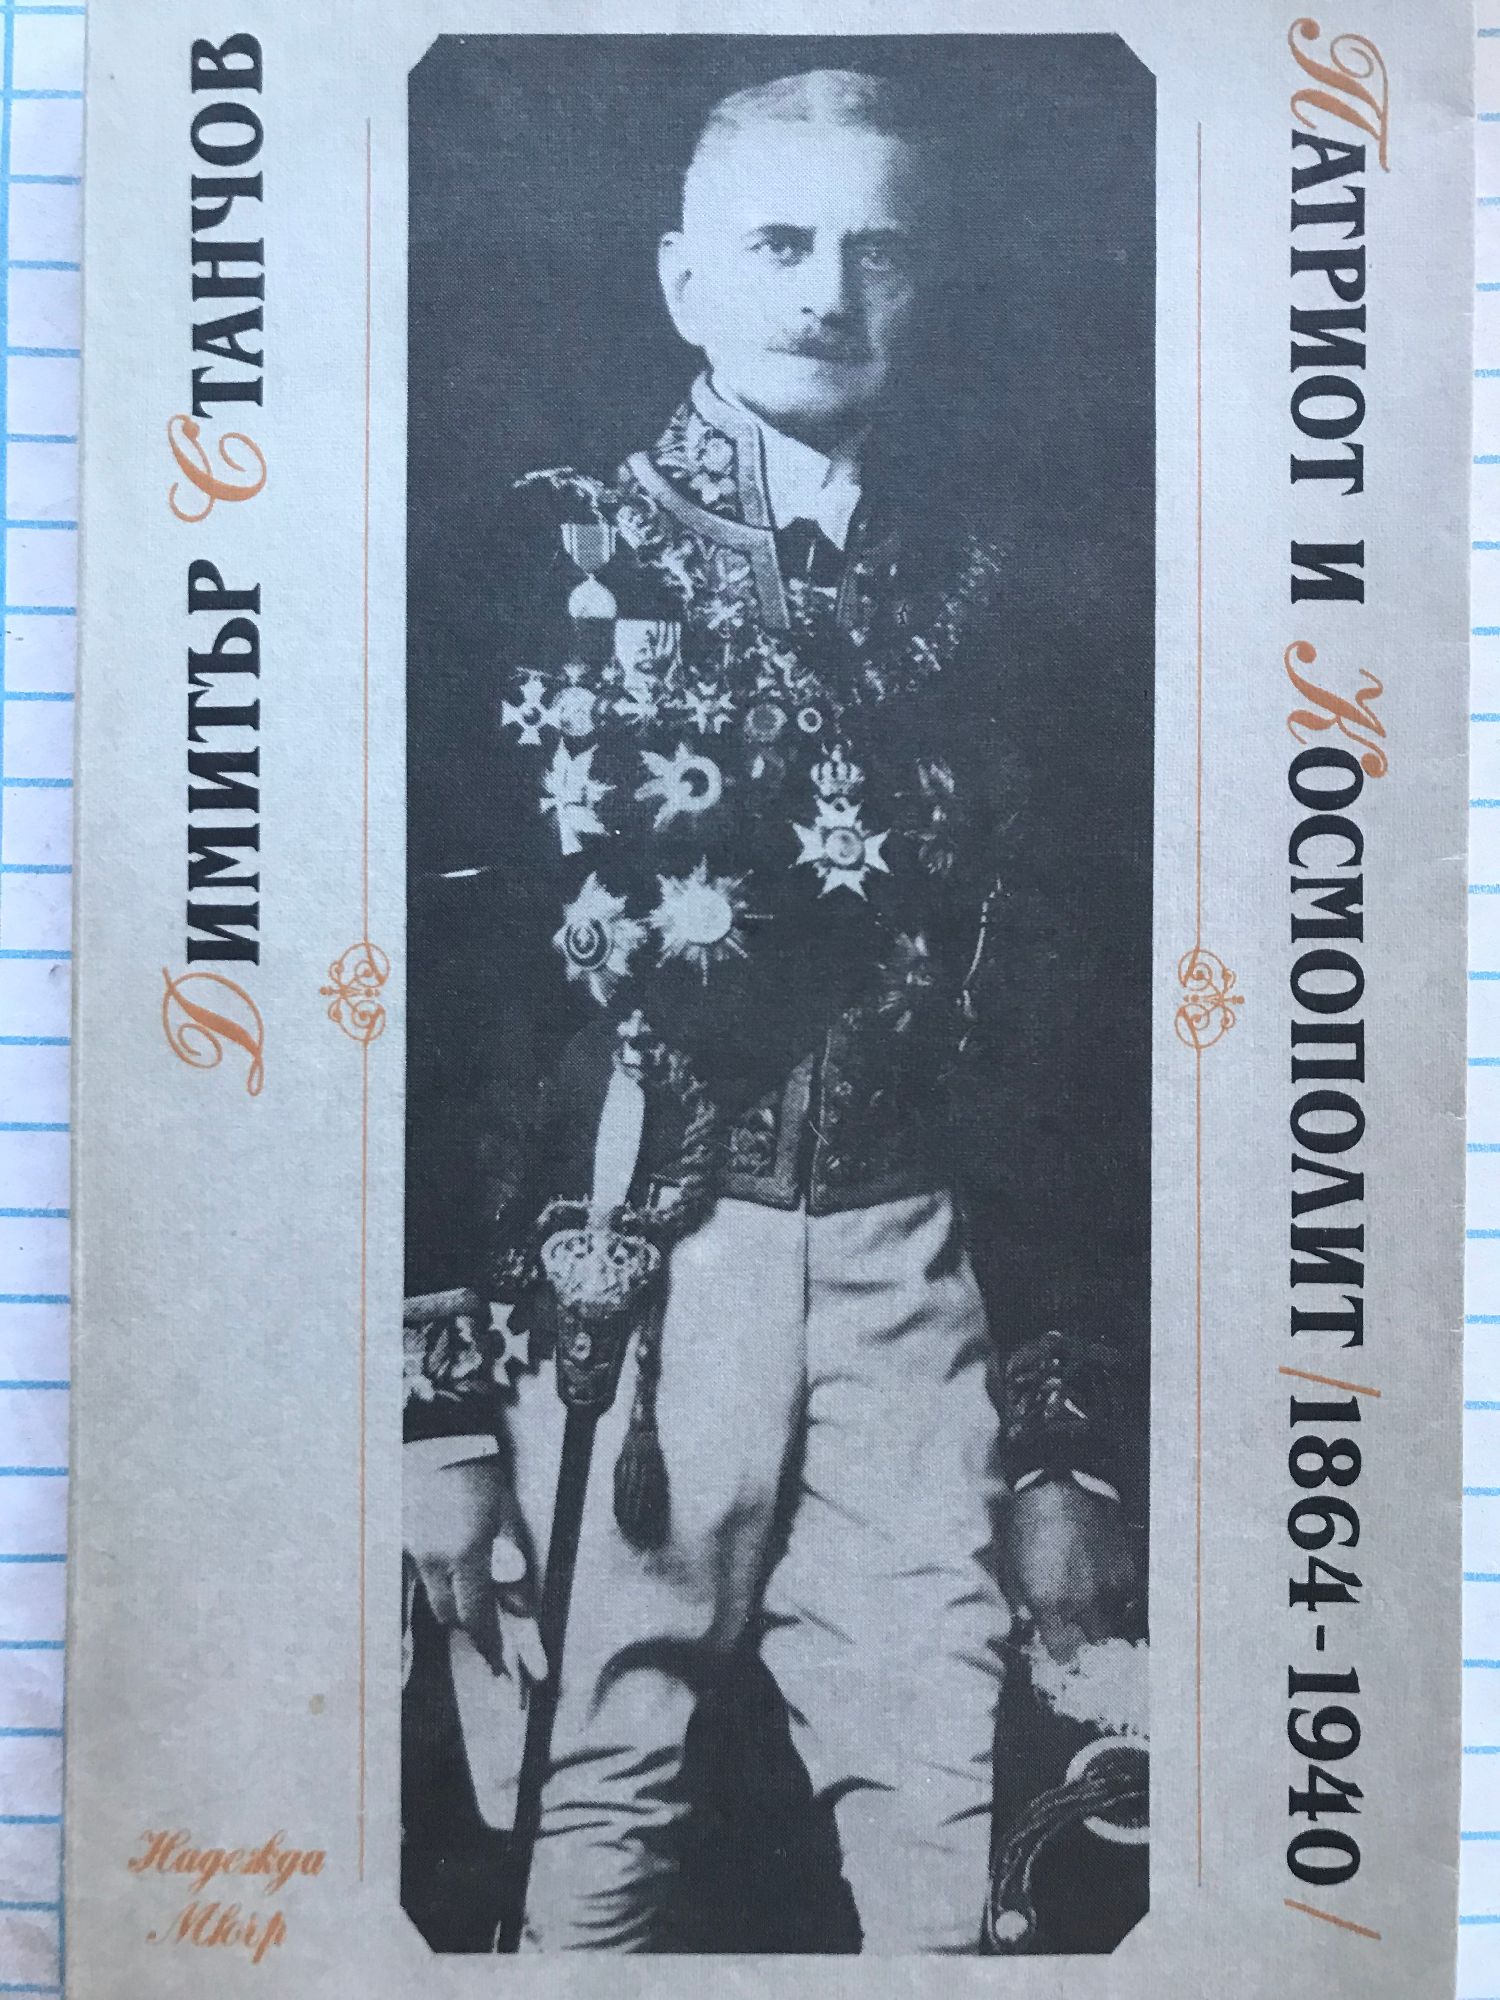 Димитър Станчов
Патриот и Космополит /1864-1940/
Надежда
Мюър